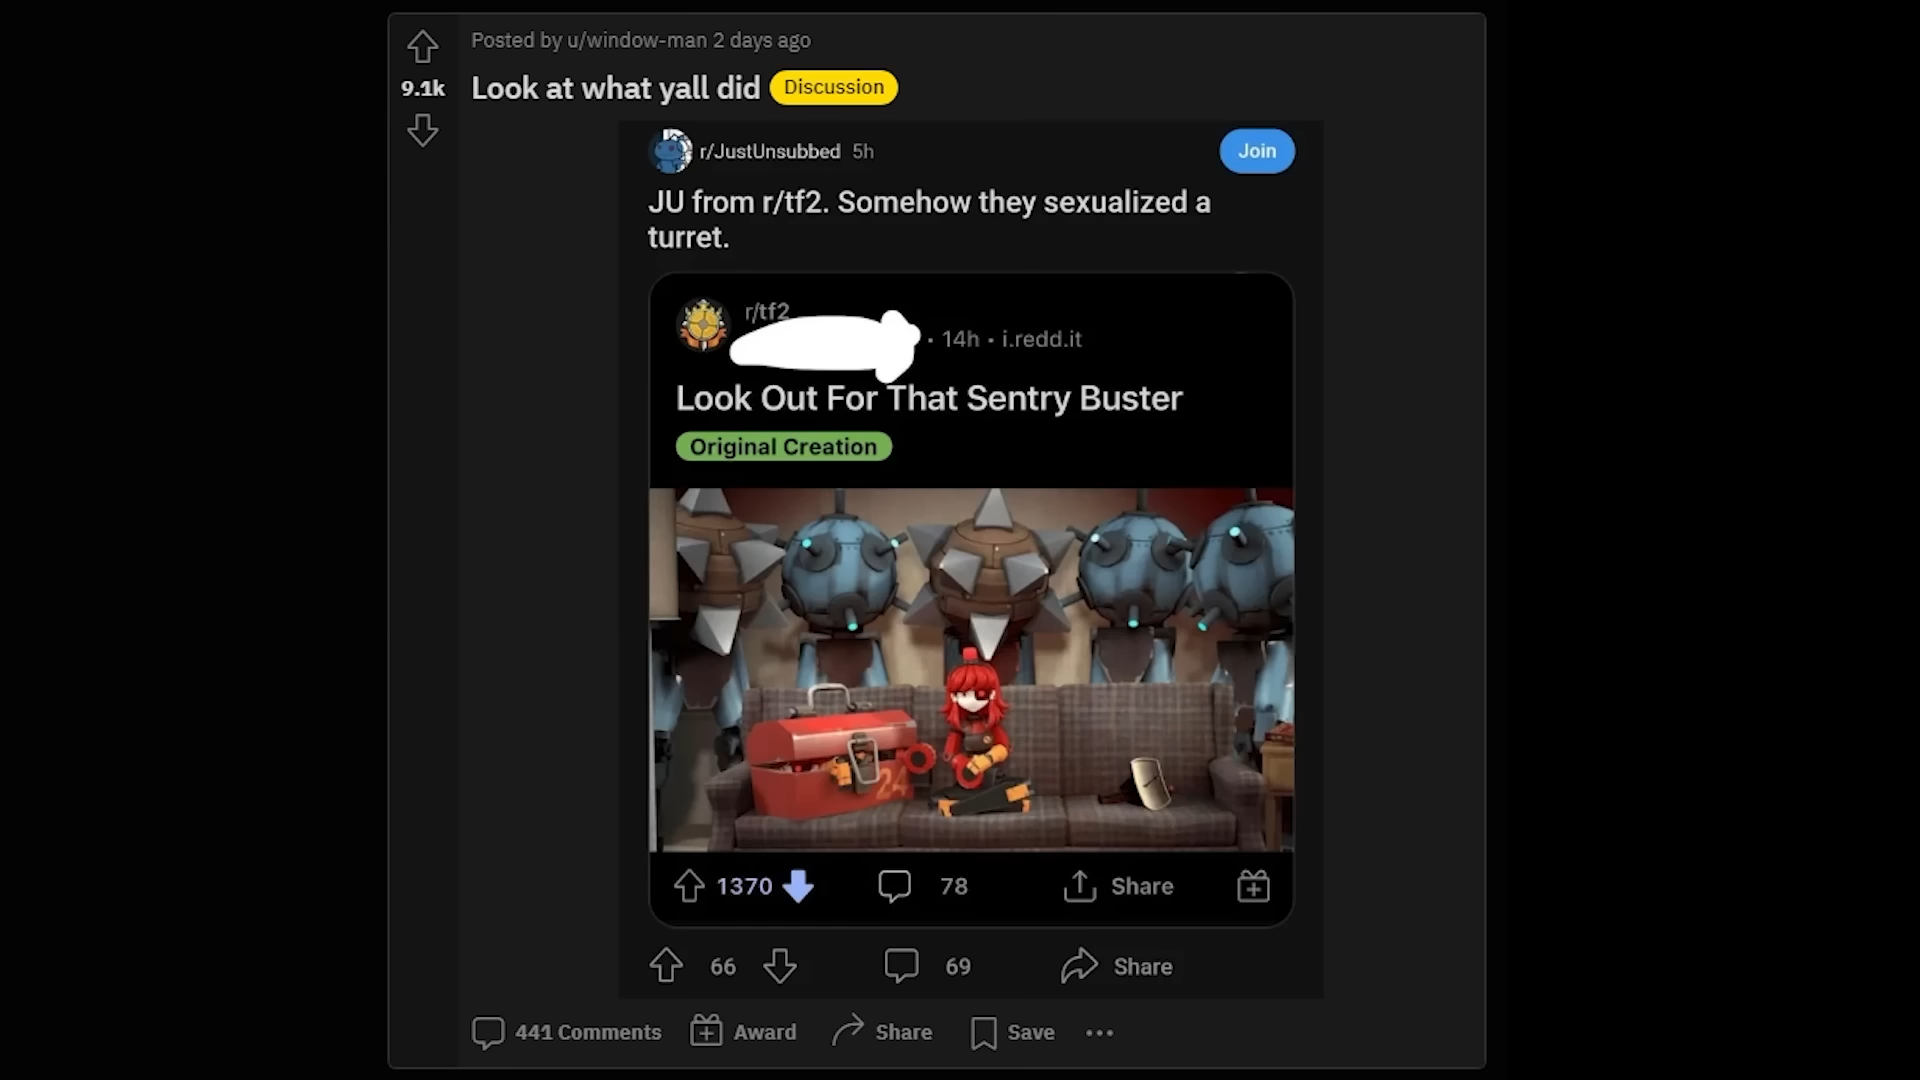 Posted by u/window-man 2 days ago
9.1k
Look at what yall did Discussion
r/JustUnsubbed 5h Join
JU from r/tf2. Somehow they sexualized a
turret.
r/tf2
· 14h · i.redd.it
Look Out For That Sentry Buster
Original Creation
24
1370 78 Share
66 69 Share
441 Comments Award Share Save ···